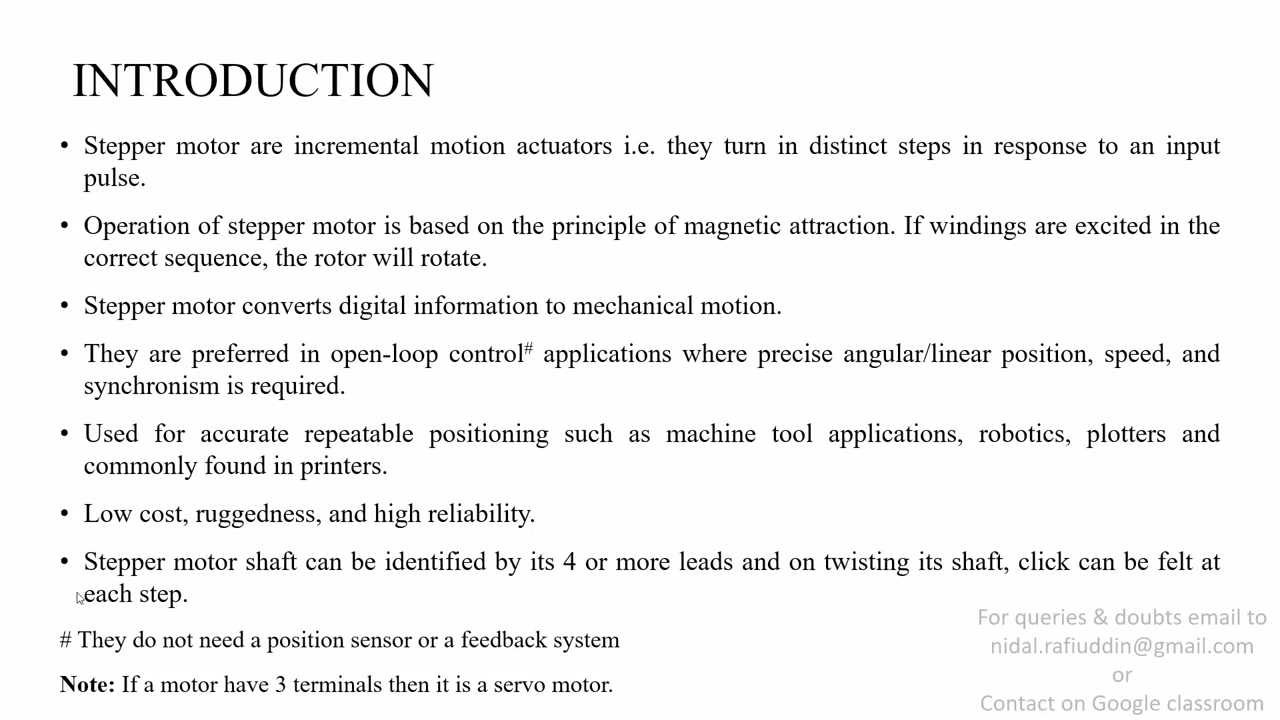 INTRODUCTION
• Stepper motor are incremental motion actuators i.e. they turn in distinct steps in response to an input
pulse.
• Operation of stepper motor is based on the principle of magnetic attraction. If windings are excited in the
correct sequence, the rotor will rotate.
• Stepper motor converts digital information to mechanical motion.
• They are preferred in open-loop control# applications where precise angular/linear position, speed, and
synchronism is required.
• Used for accurate repeatable positioning such as machine tool applications, robotics, plotters and
commonly found in printers.
• Low cost, ruggedness, and high reliability.
• Stepper motor shaft can be identified by its 4 or more leads and on twisting its shaft, click can be felt at
each step.
# They do not need a position sensor or a feedback system
Note: If a motor have 3 terminals then it is a servo motor.
For queries & doubts email to
nidal.rafiuddin@gmail.com
or
Contact on Google classroom